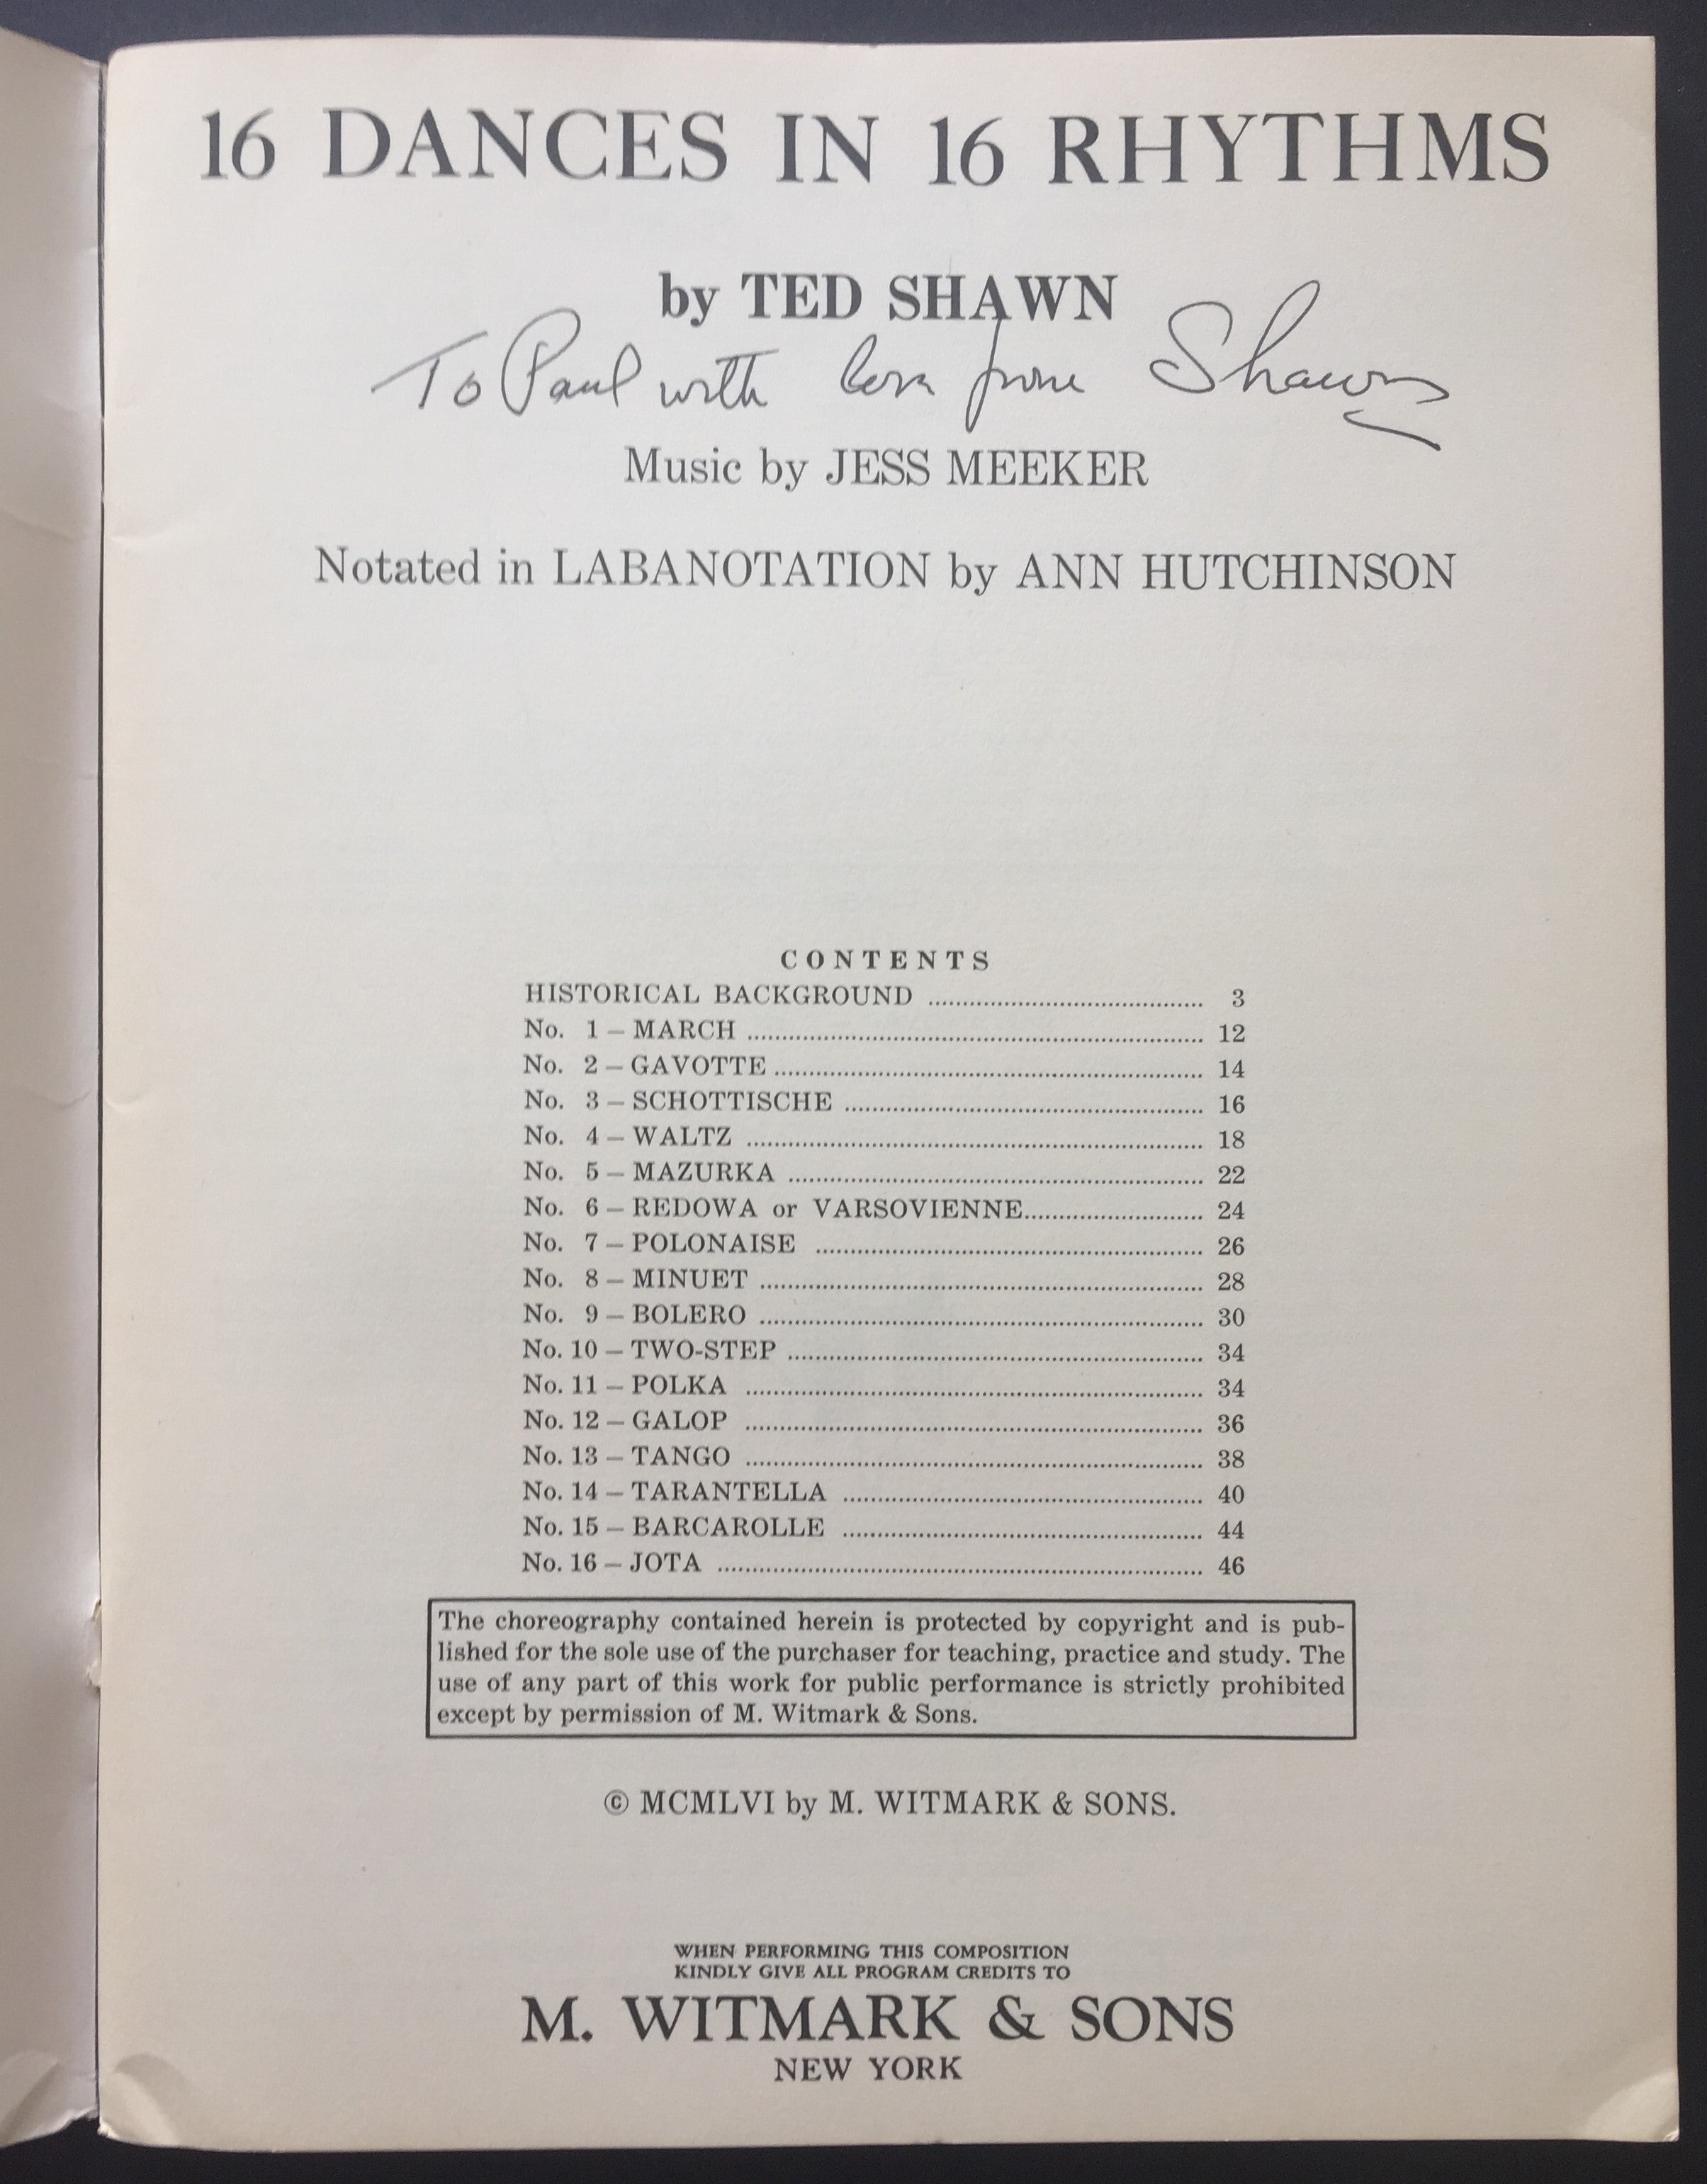 16 DANCES IN 16 RHYTHMS
by TED SHAWN
To Paul with love from Shawn
Music by JESS MEEKER
Notated in LABANOTATION by ANN HUTCHINSON
CONTENTS
HISTORICAL BACKGROUND ........................................ 3
No. 1 – MARCH ........................................ 12
No. 2 – GAVOTTE ........................................ 14
No. 3 – SCHOTTISCHE ........................................ 16
No. 4 – WALTZ ........................................ 18
No. 5 – MAZURKA ........................................ 22
No. 6 – REDOWA or VARSOVIENNE........................................ 24
No. 7 – POLONAISE ........................................ 26
No. 8 – MINUET ........................................ 28
No. 9 – BOLERO ........................................ 30
No. 10 – TWO-STEP ........................................ 34
No. 11 – POLKA ........................................ 34
No. 12 – GALOP ........................................ 36
No. 13 – TANGO ........................................ 38
No. 14 – TARANTELLA ........................................ 40
No. 15 – BARCAROLLE ........................................ 44
No. 16 – JOTA ........................................ 46
The choreography contained herein is protected by copyright and is pub-
lished for the sole use of the purchaser for teaching, practice and study. The
use of any part of this work for public performance is strictly prohibited
except by permission of M. Witmark & Sons.
© MCMLVI by M. WITMARK & SONS.
WHEN PERFORMING THIS COMPOSITION
KINDLY GIVE ALL PROGRAM CREDITS TO
M. WITMARK & SONS
NEW YORK